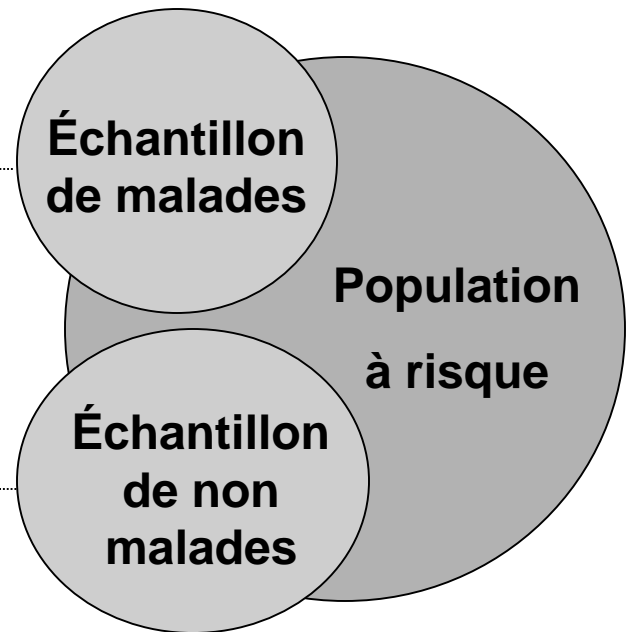 Échantillon
de malades
Population
à risque
Échantillon
de non
malades